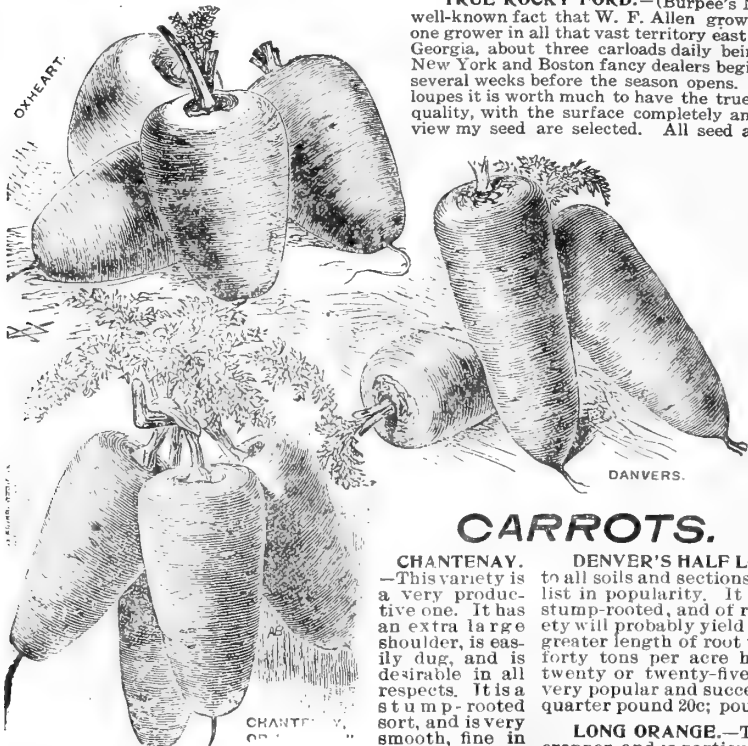 TRUE ROCKY FORD.—(Burpee's
well-known fact that W. F. Allen grow
one grower in all that vast territory east
Georgia, about three carloads daily bein
New York and Boston fancy dealers begi
several weeks before the season opens.
loupes it is worth much to have the true
quality, with the surface completely an
view my seed are selected. All seed a
OXHEART.
DANVERS.
CARROTS.
CHANTENAY.
—This variety is
a very produc-
tive one. It has
an extra large
shoulder, is eas-
ily dug, and is
desirable in all
respects. It is a
stump-rooted
sort, and is very
smooth, fine in
DENVER'S HALF L
to all soils and sections
list in popularity. It
stump-rooted, and of r
ety will probably yield
greater length of root
forty tons per acre h
twenty or twenty-five
very popular and succe
quarter pound 20c; pou
LONG ORANGE.—T
AB